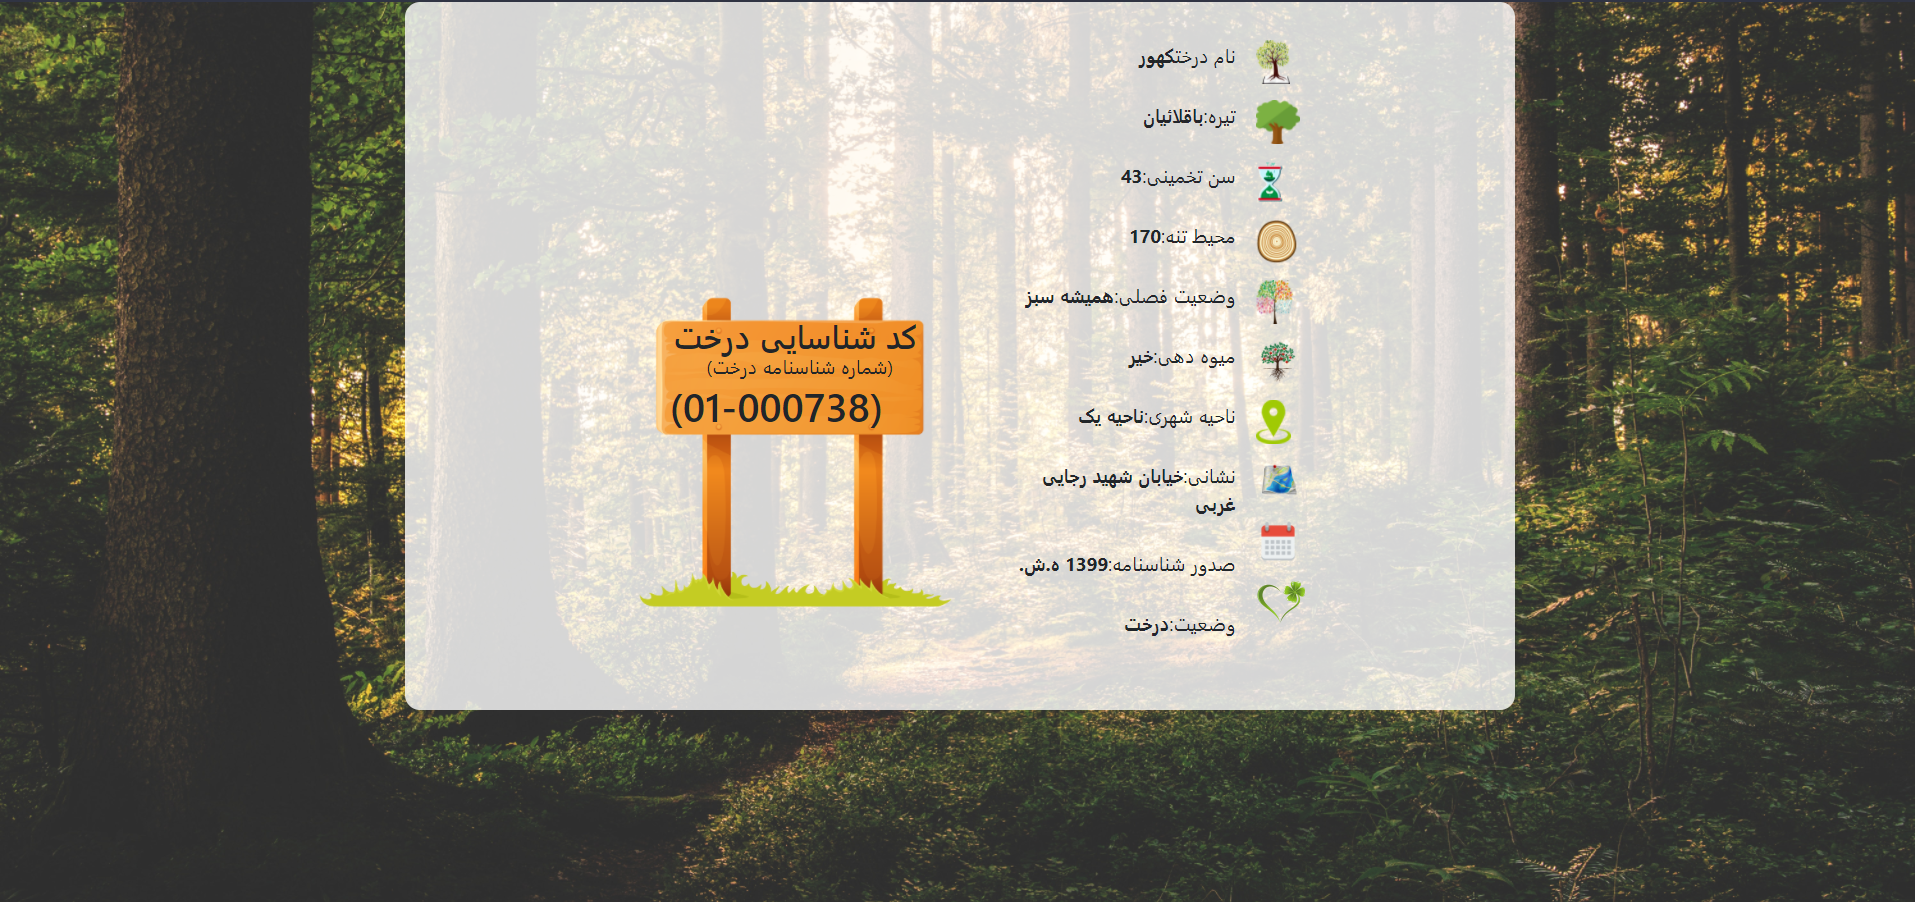 نام درختکهور
تیره:باقلائیان
سن تخمینی:43
محیط تنه:170
وضعیت فصلی:همیشه سبز
میوه دهی:خیر
ناحیه شهری:ناحیه یک
نشانی:خیابان شهید رجایی
غربی
صدور شناسنامه:1399 ه.ش.
وضعیت:درخت
کد شناسایی درخت
(شماره شناسنامه درخت)
(01-000738)